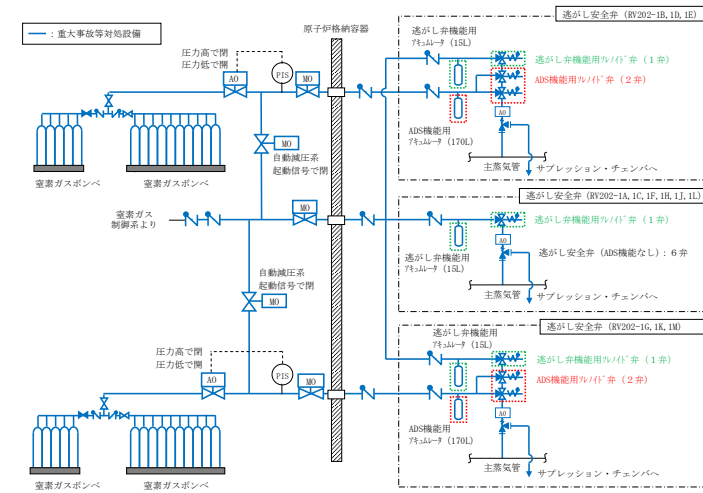 逃がし安全弁 (RV202-1B, 1D, 1E)
原子炉格納容器
―― : 重大事故等対処設備
圧力高で閉
圧力低で開
逃がし弁機能用
アキュムレータ (15L)
AO
PIS
MO
逃がし弁機能用ソレノイド弁 (1弁)
ADS機能用ソレノイド弁 (2弁)
AO
ADS機能用
アキュムレータ (170L)
MO
自動減圧系
起動信号で閉
主蒸気管
サプレッション・チェンバへ
窒素ガスボンベ
窒素ガスボンベ
逃がし安全弁 (RV202-1A, 1C, 1F, 1H, 1J, 1L)
窒素ガス
制御系より
MO
逃がし弁機能用ソレノイド弁 (1弁)
AO
逃がし弁機能用
アキュムレータ (15L)
逃がし安全弁 (ADS機能なし) : 6弁
自動減圧系
起動信号で閉
MO
主蒸気管
サプレッション・チェンバへ
逃がし安全弁 (RV202-1G, 1K, 1M)
逃がし弁機能用
アキュムレータ (15L)
圧力高で閉
圧力低で開
AO
PIS
MO
逃がし弁機能用ソレノイド弁 (1弁)
ADS機能用ソレノイド弁 (2弁)
AO
ADS機能用
アキュムレータ (170L)
主蒸気管
サプレッション・チェンバへ
窒素ガスボンベ
窒素ガスボンベ